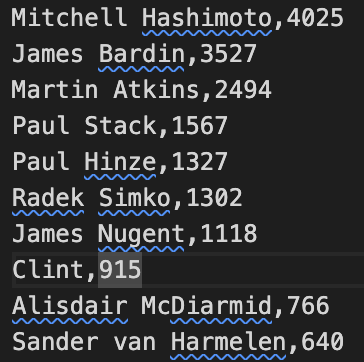 Mitchell Hashimoto,4025
James Bardin,3527
Martin Atkins,2494
Paul Stack,1567
Paul Hinze,1327
Radek Simko,1302
James Nugent,1118
Clint,915
Alisdair McDiarmid,766
Sander van Harmelen,640